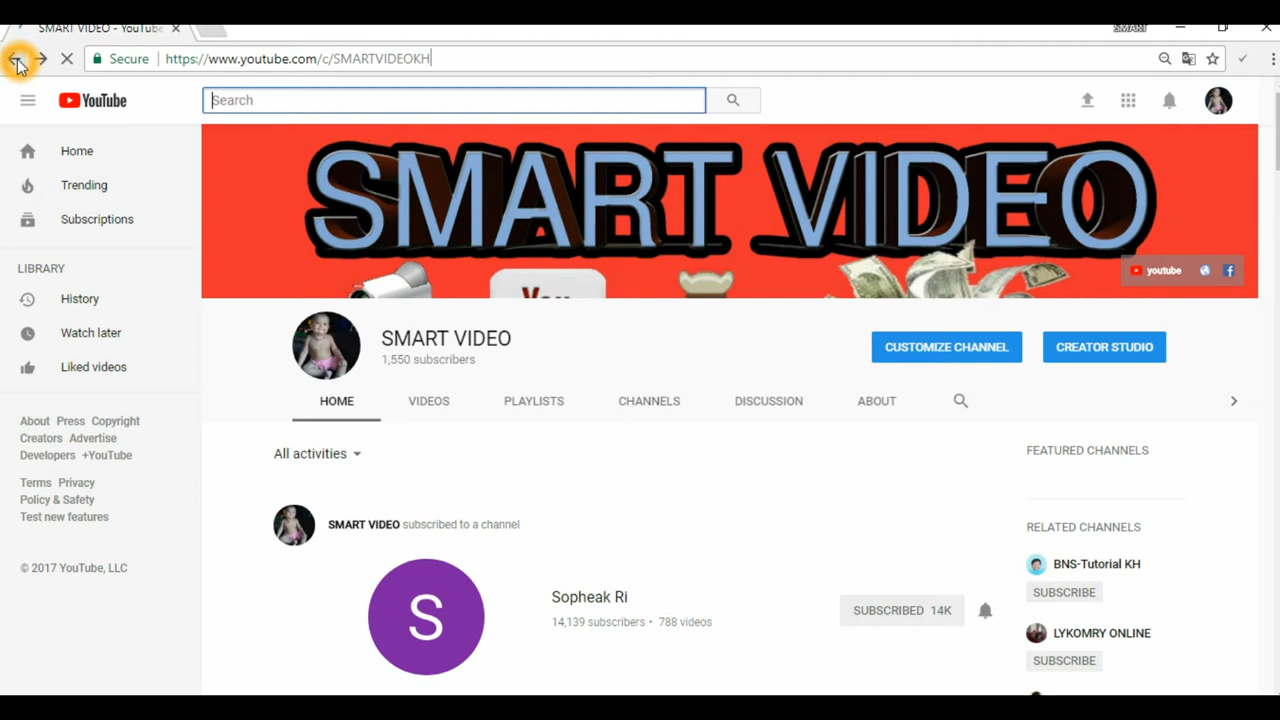 SMART VIDEO - YouTube
SMART
Secure
https://www.youtube.com/c/SMARTVIDEOKH
YouTube
Search
Home
Trending
Subscriptions
LIBRARY
History
Watch later
Liked videos
About Press Copyright
Creators Advertise
Developers +YouTube
Terms Privacy
Policy & Safety
Test new features
© 2017 YouTube, LLC
SMART VIDEO
You
youtube
SMART VIDEO
1,550 subscribers
CUSTOMIZE CHANNEL
CREATOR STUDIO
HOME
VIDEOS
PLAYLISTS
CHANNELS
DISCUSSION
ABOUT
All activities
SMART VIDEO subscribed to a channel
S
Sopheak Ri
14,139 subscribers • 788 videos
SUBSCRIBED 14K
FEATURED CHANNELS
RELATED CHANNELS
BNS-Tutorial KH
SUBSCRIBE
LYKOMRY ONLINE
SUBSCRIBE